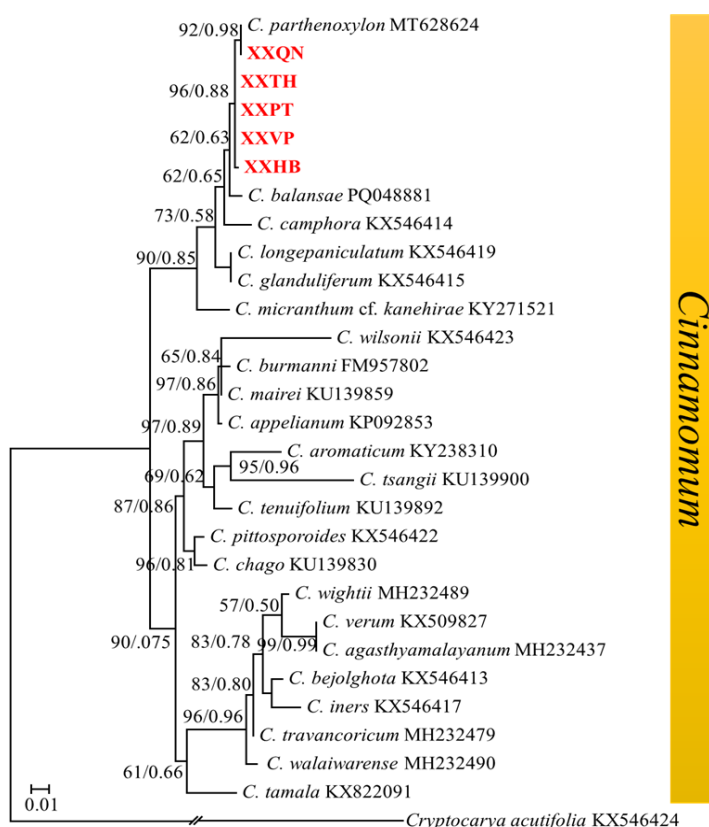 92/0.98
C. parthenoxylon MT628624
XXQN
XXTH
96/0.88
XXPT
62/0.63
XXVP
XXHB
62/0.65
C. balansae PQ048881
73/0.58
C. camphora KX546414
C. longepaniculatum KX546419
90/0.85
C. glanduliferum KX546415
C. micranthum cf. kanehirae KY271521
C. wilsonii KX546423
65/0.84
C. burmanni FM957802
97/0.86
C. mairei KU139859
C. appelianum KP092853
97/0.89
C. aromaticum KY238310
95/0.96
69/0.62
C. tsangii KU139900
87/0.86
C. tenuifolium KU139892
C. pittosporoides KX546422
96/0.81
C. chago KU139830
C. wightii MH232489
57/0.50
C. verum KX509827
90/.075
83/0.78
99/0.99
C. agasthyamalayanum MH232437
C. bejolghota KX546413
83/0.80
C. iners KX546417
96/0.96
C. travancoricum MH232479
C. walaiwarense MH232490
61/0.66
C. tamala KX822091
0.01
Cryptocarya acutifolia KX546424
Cinnamomum